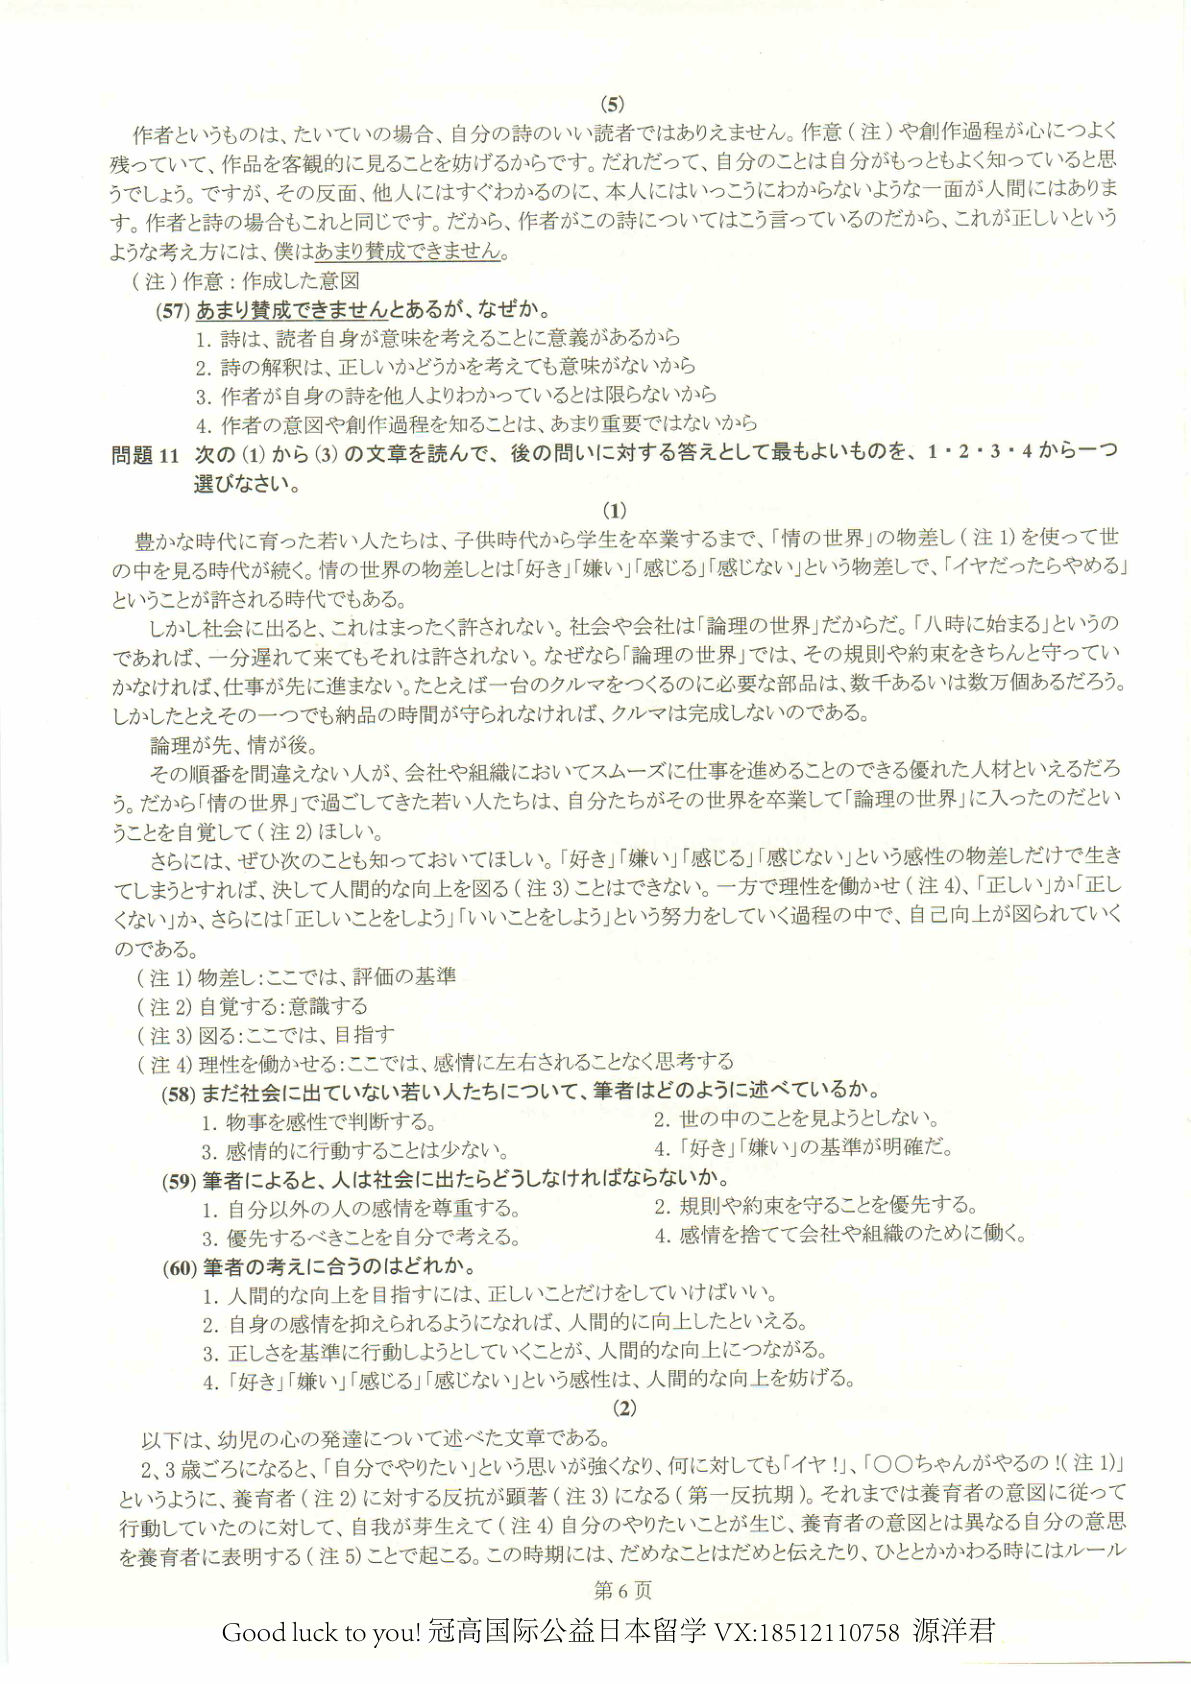 (5)
作者というものは、たいていの場合、自分の詩のいい読者ではありえません。作意(注)や創作過程が心につよく
残っていて、作品を客観的に見ることを妨げるからです。だれだって、自分のことは自分がもっともよく知っていると思
うでしょう。ですが、その反面、他人にはすぐわかるのに、本人にはいっこうにわからないような一面が人間にはありま
す。作者と詩の場合もこれと同じです。だから、作者がこの詩についてはこう言っているのだから、これが正しいという
ような考え方には、僕はあまり賛成できません。
(注)作意:作成した意図
(57) あまり賛成できませんとあるが、なぜか。
1. 詩は、読者自身が意味を考えることに意義があるから
2. 詩の解釈は、正しいかどうかを考えても意味がないから
3. 作者が自身の詩を他人よりわかっているとは限らないから
4. 作者の意図や創作過程を知ることは、あまり重要ではないから
問題 11 次の(1)から(3)の文章を読んで、後の問いに対する答えとして最もよいものを、1・2・3・4から一つ
選びなさい。
(1)
豊かな時代に育った若い人たちは、子供時代から学生を卒業するまで、「情の世界」の物差し(注1)を使って世
の中を見る時代が続く。情の世界の物差しとは「好き」「嫌い」「感じる」「感じない」という物差しで、「イヤだったらやめる」
ということが許される時代でもある。
しかし社会に出ると、これはまったく許されない。社会や会社は「論理の世界」だからだ。「八時に始まる」というの
であれば、一分遅れて来てもそれは許されない。なぜなら「論理の世界」では、その規則や約束をきちんと守ってい
かなければ、仕事が先に進まない。たとえば一台のクルマをつくるのに必要な部品は、数千あるいは数万個あるだろう。
しかしたとえその一つでも納品の時間が守られなければ、クルマは完成しないのである。
論理が先、情が後。
その順番を間違えない人が、会社や組織においてスムーズに仕事を進めることのできる優れた人材といえるだろ
う。だから「情の世界」で過ごしてきた若い人たちは、自分たちがその世界を卒業して「論理の世界」に入ったのだとい
うことを自覚して(注2)ほしい。
さらには、ぜひ次のことも知っておいてほしい。「好き」「嫌い」「感じる」「感じない」という感性の物差しだけで生き
てしまうとすれば、決して人間的な向上を図る(注3)ことはできない。一方で理性を働かせ(注4)、「正しい」か「正し
くない」か、さらには「正しいことをしよう」「いいことをしよう」という努力をしていく過程の中で、自己向上が図られていく
のである。
(注1)物差し:ここでは、評価の基準
(注2)自覚する:意識する
(注3)図る:ここでは、目指す
(注4)理性を働かせる:ここでは、感情に左右されることなく思考する
(58) まだ社会に出ていない若い人たちについて、筆者はどのように述べているか。
1. 物事を感性で判断する。 2. 世の中のことを見ようとしない。
3. 感情的に行動することは少ない。 4.「好き」「嫌い」の基準が明確だ。
(59) 筆者によると、人は社会に出たらどうしなければならないか。
1. 自分以外の人の感情を尊重する。 2. 規則や約束を守ることを優先する。
3. 優先するべきことを自分で考える。 4. 感情を捨てて会社や組織のために働く。
(60) 筆者の考えに合うのはどれか。
1. 人間的な向上を目指すには、正しいことだけをしていけばいい。
2. 自身の感情を抑えられるようになれば、人間的に向上したといえる。
3. 正しさを基準に行動しようとしていくことが、人間的な向上につながる。
4.「好き」「嫌い」「感じる」「感じない」という感性は、人間的な向上を妨げる。
(2)
以下は、幼児の心の発達について述べた文章である。
2、3歳ごろになると、「自分でやりたい」という思いが強くなり、何に対しても「イヤ!」、「○○ちゃんがやるの!(注1)」
というように、養育者(注2)に対する反抗が顕著(注3)になる(第一反抗期)。それまでは養育者の意図に従って
行動していたのに対して、自我が芽生えて(注4)自分のやりたいことが生じ、養育者の意図とは異なる自分の意思
を養育者に表明する(注5)ことで起こる。この時期には、だめなことはだめと伝えたり、ひととかかわる時にはルール
第6页
Good luck to you! 冠高国际公益日本留学 VX:18512110758 源洋君